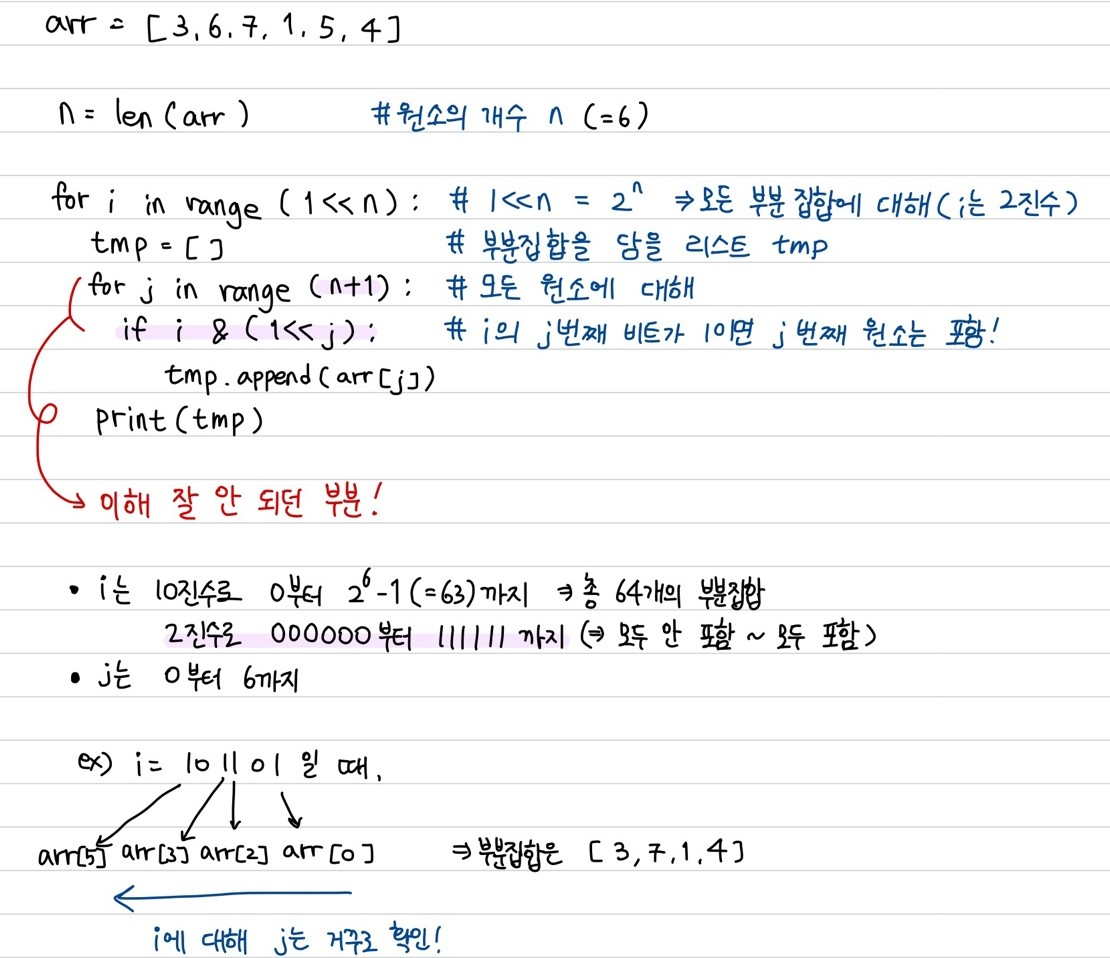 arr = [3, 6, 7, 1, 5, 4]
n = len(arr) #원소의 개수 n (=6)
for i in range (1<<n): # 1<<n = 2ⁿ ⇒ 모든 부분집합에 대해(i는 2진수)
tmp = [] # 부분집합을 담을 리스트 tmp
for j in range (n+1): # 모든 원소에 대해
if i & (1<<j): # i의 j번째 비트가 1이면 j번째 원소는 포함!
tmp.append(arr[j])
print(tmp)
이해 잘 안 되던 부분!
• i는 10진수로 0부터 2⁶-1(=63)까지 ⇒ 총 64개의 부분집합
2진수로 000000부터 111111 까지 (⇒ 모두 안 포함 ~ 모두 포함)
• j는 0부터 6까지
ex) i = 101101 일 때,
arr[5] arr[3] arr[2] arr[0] ⇒ 부분집합은 [3, 7, 1, 4]
i에 대해 j는 거꾸로 확인!